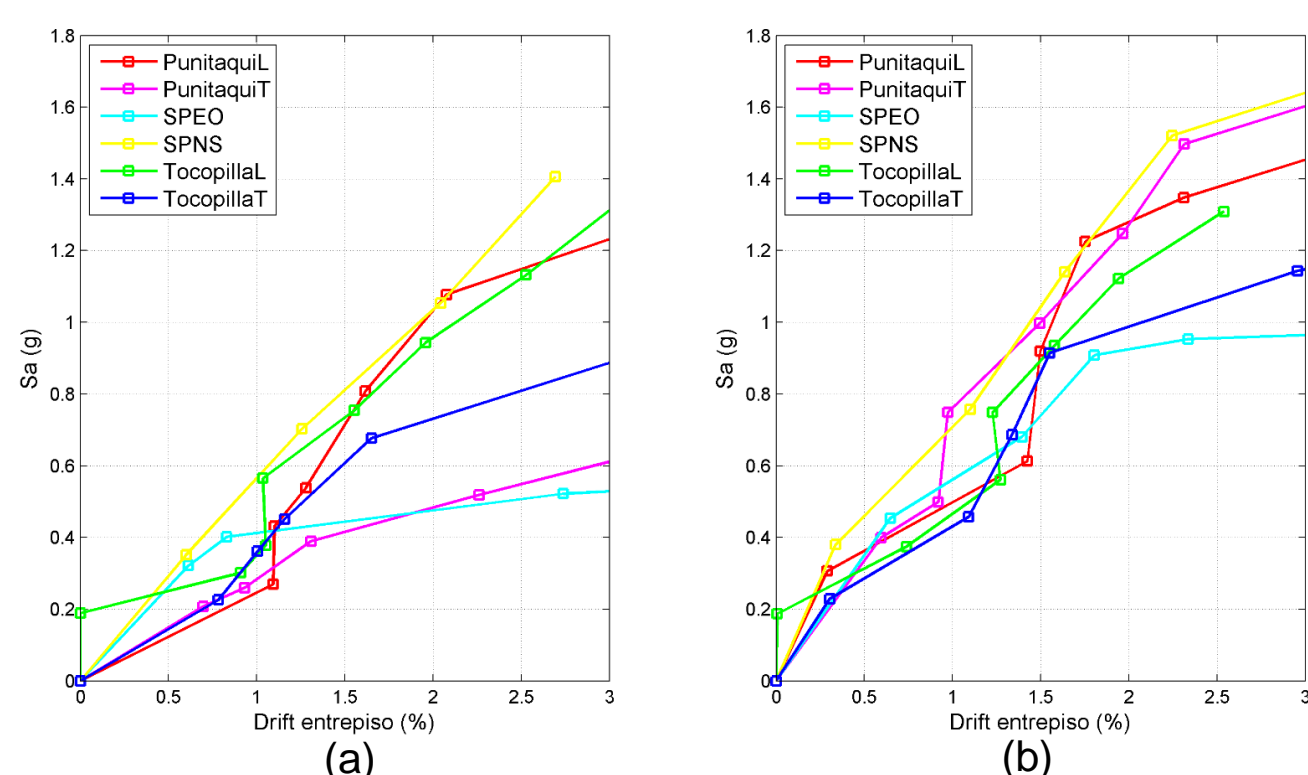 1.8
1.6
1.4
1.2
1
0.8
0.6
0.4
0.2
0
Sa (g)
PunitaquiL
PunitaquiT
SPEO
SPNS
TocopillaL
TocopillaT
0 0.5 1 1.5 2 2.5 3
Drift entrepiso (%)
(a)
1.8
1.6
1.4
1.2
1
0.8
0.6
0.4
0.2
0
Sa (g)
PunitaquiL
PunitaquiT
SPEO
SPNS
TocopillaL
TocopillaT
0 0.5 1 1.5 2 2.5 3
Drift entrepiso (%)
(b)